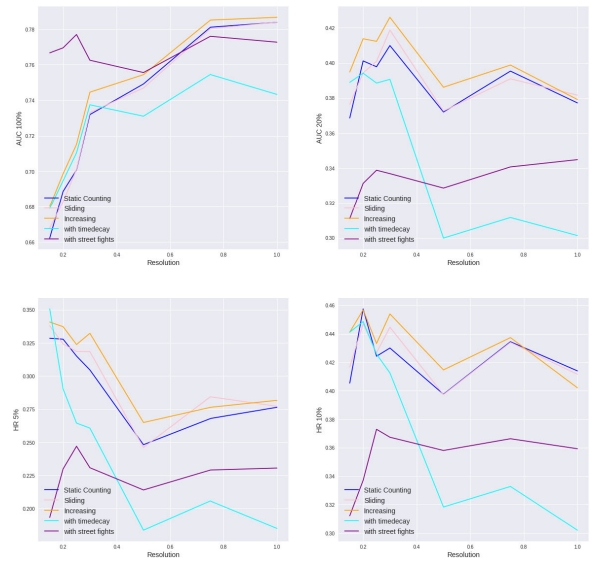 AUC 100%
0.78
0.76
0.74
0.72
0.70
0.68
0.66
Static Counting
Sliding
Increasing
with timedecay
with street fights
0.2 0.4 0.6 0.8 1.0
Resolution
AUC 20%
0.42
0.40
0.38
0.36
0.34
0.32
0.30
Static Counting
Sliding
Increasing
with timedecay
with street fights
0.2 0.4 0.6 0.8 1.0
Resolution
HR 5%
0.350
0.325
0.300
0.275
0.250
0.225
0.200
Static Counting
Sliding
Increasing
with timedecay
with street fights
0.2 0.4 0.6 0.8 1.0
Resolution
HR 10%
0.46
0.44
0.42
0.40
0.38
0.36
0.34
0.32
0.30
Static Counting
Sliding
Increasing
with timedecay
with street fights
0.2 0.4 0.6 0.8 1.0
Resolution